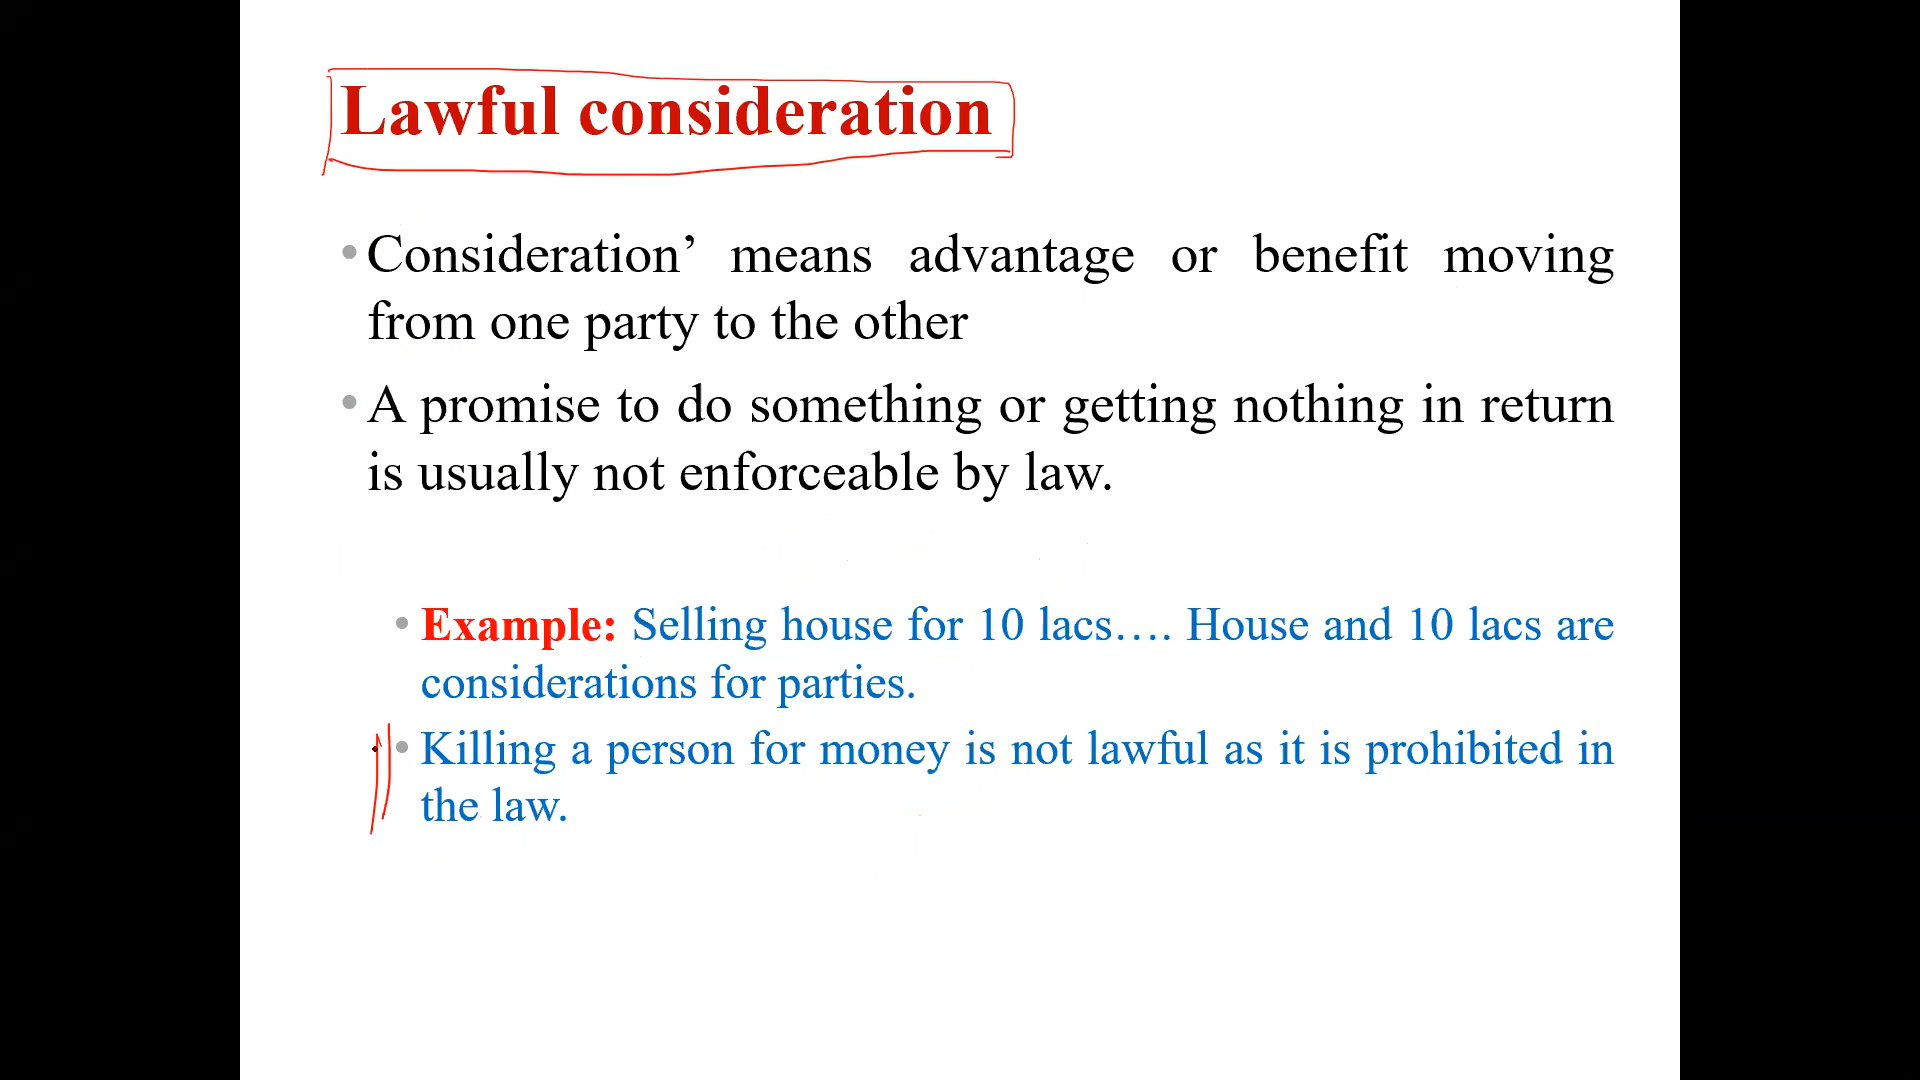 Lawful consideration
• Consideration’ means advantage or benefit moving
from one party to the other
• A promise to do something or getting nothing in return
is usually not enforceable by law.
• Example: Selling house for 10 lacs…. House and 10 lacs are
considerations for parties.
• Killing a person for money is not lawful as it is prohibited in
the law.